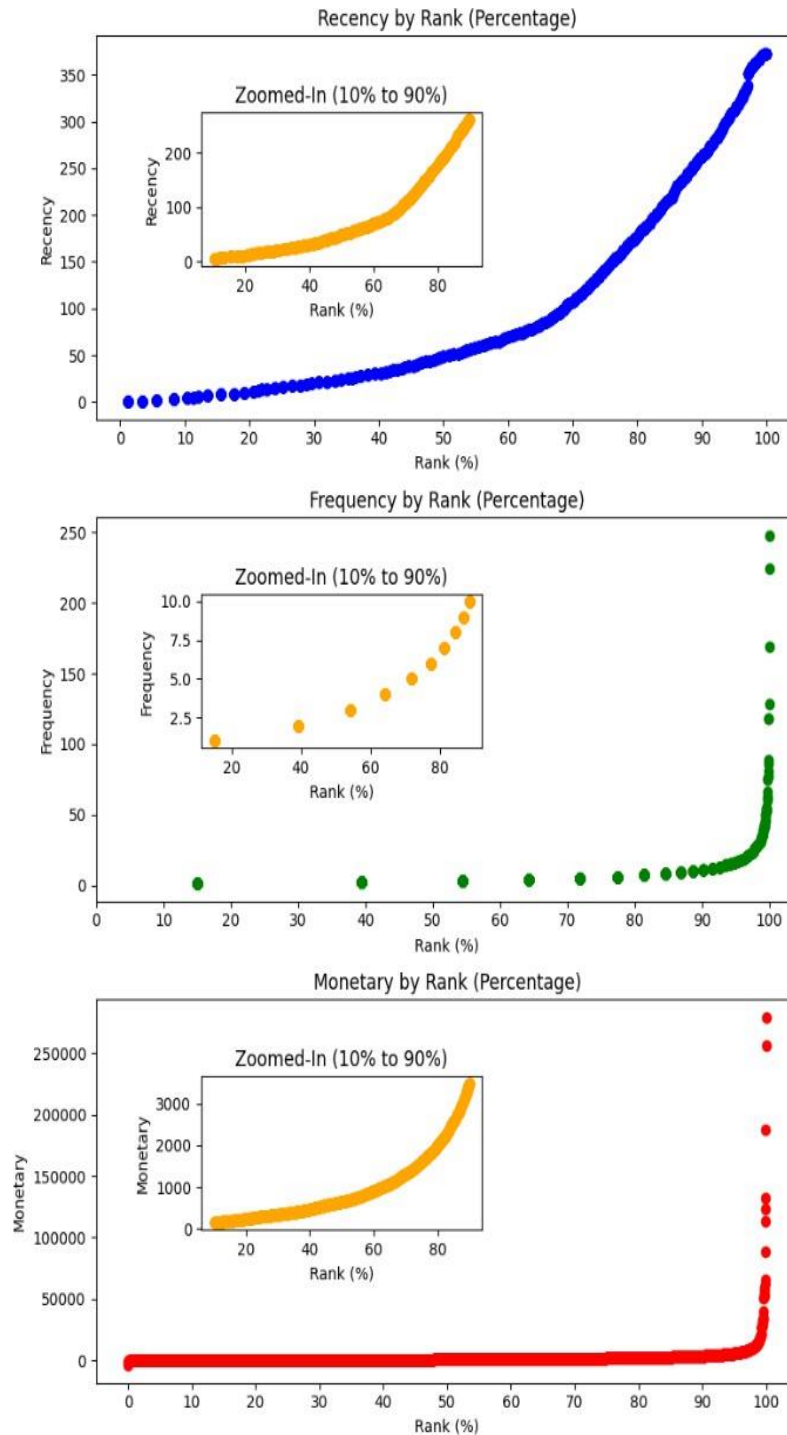 Recency by Rank (Percentage)
350
300
250
200
150
100
50
0
Recency
Zoomed-In (10% to 90%)
200
100
0
Recency
20 40 60 80
Rank (%)
0 10 20 30 40 50 60 70 80 90 100
Rank (%)
Frequency by Rank (Percentage)
250
200
150
100
50
0
Frequency
Zoomed-In (10% to 90%)
10.0
7.5
5.0
2.5
Frequency
20 40 60 80
Rank (%)
0 10 20 30 40 50 60 70 80 90 100
Rank (%)
Monetary by Rank (Percentage)
250000
200000
150000
100000
50000
0
Monetary
Zoomed-In (10% to 90%)
3000
2000
1000
0
Monetary
20 40 60 80
Rank (%)
0 10 20 30 40 50 60 70 80 90 100
Rank (%)